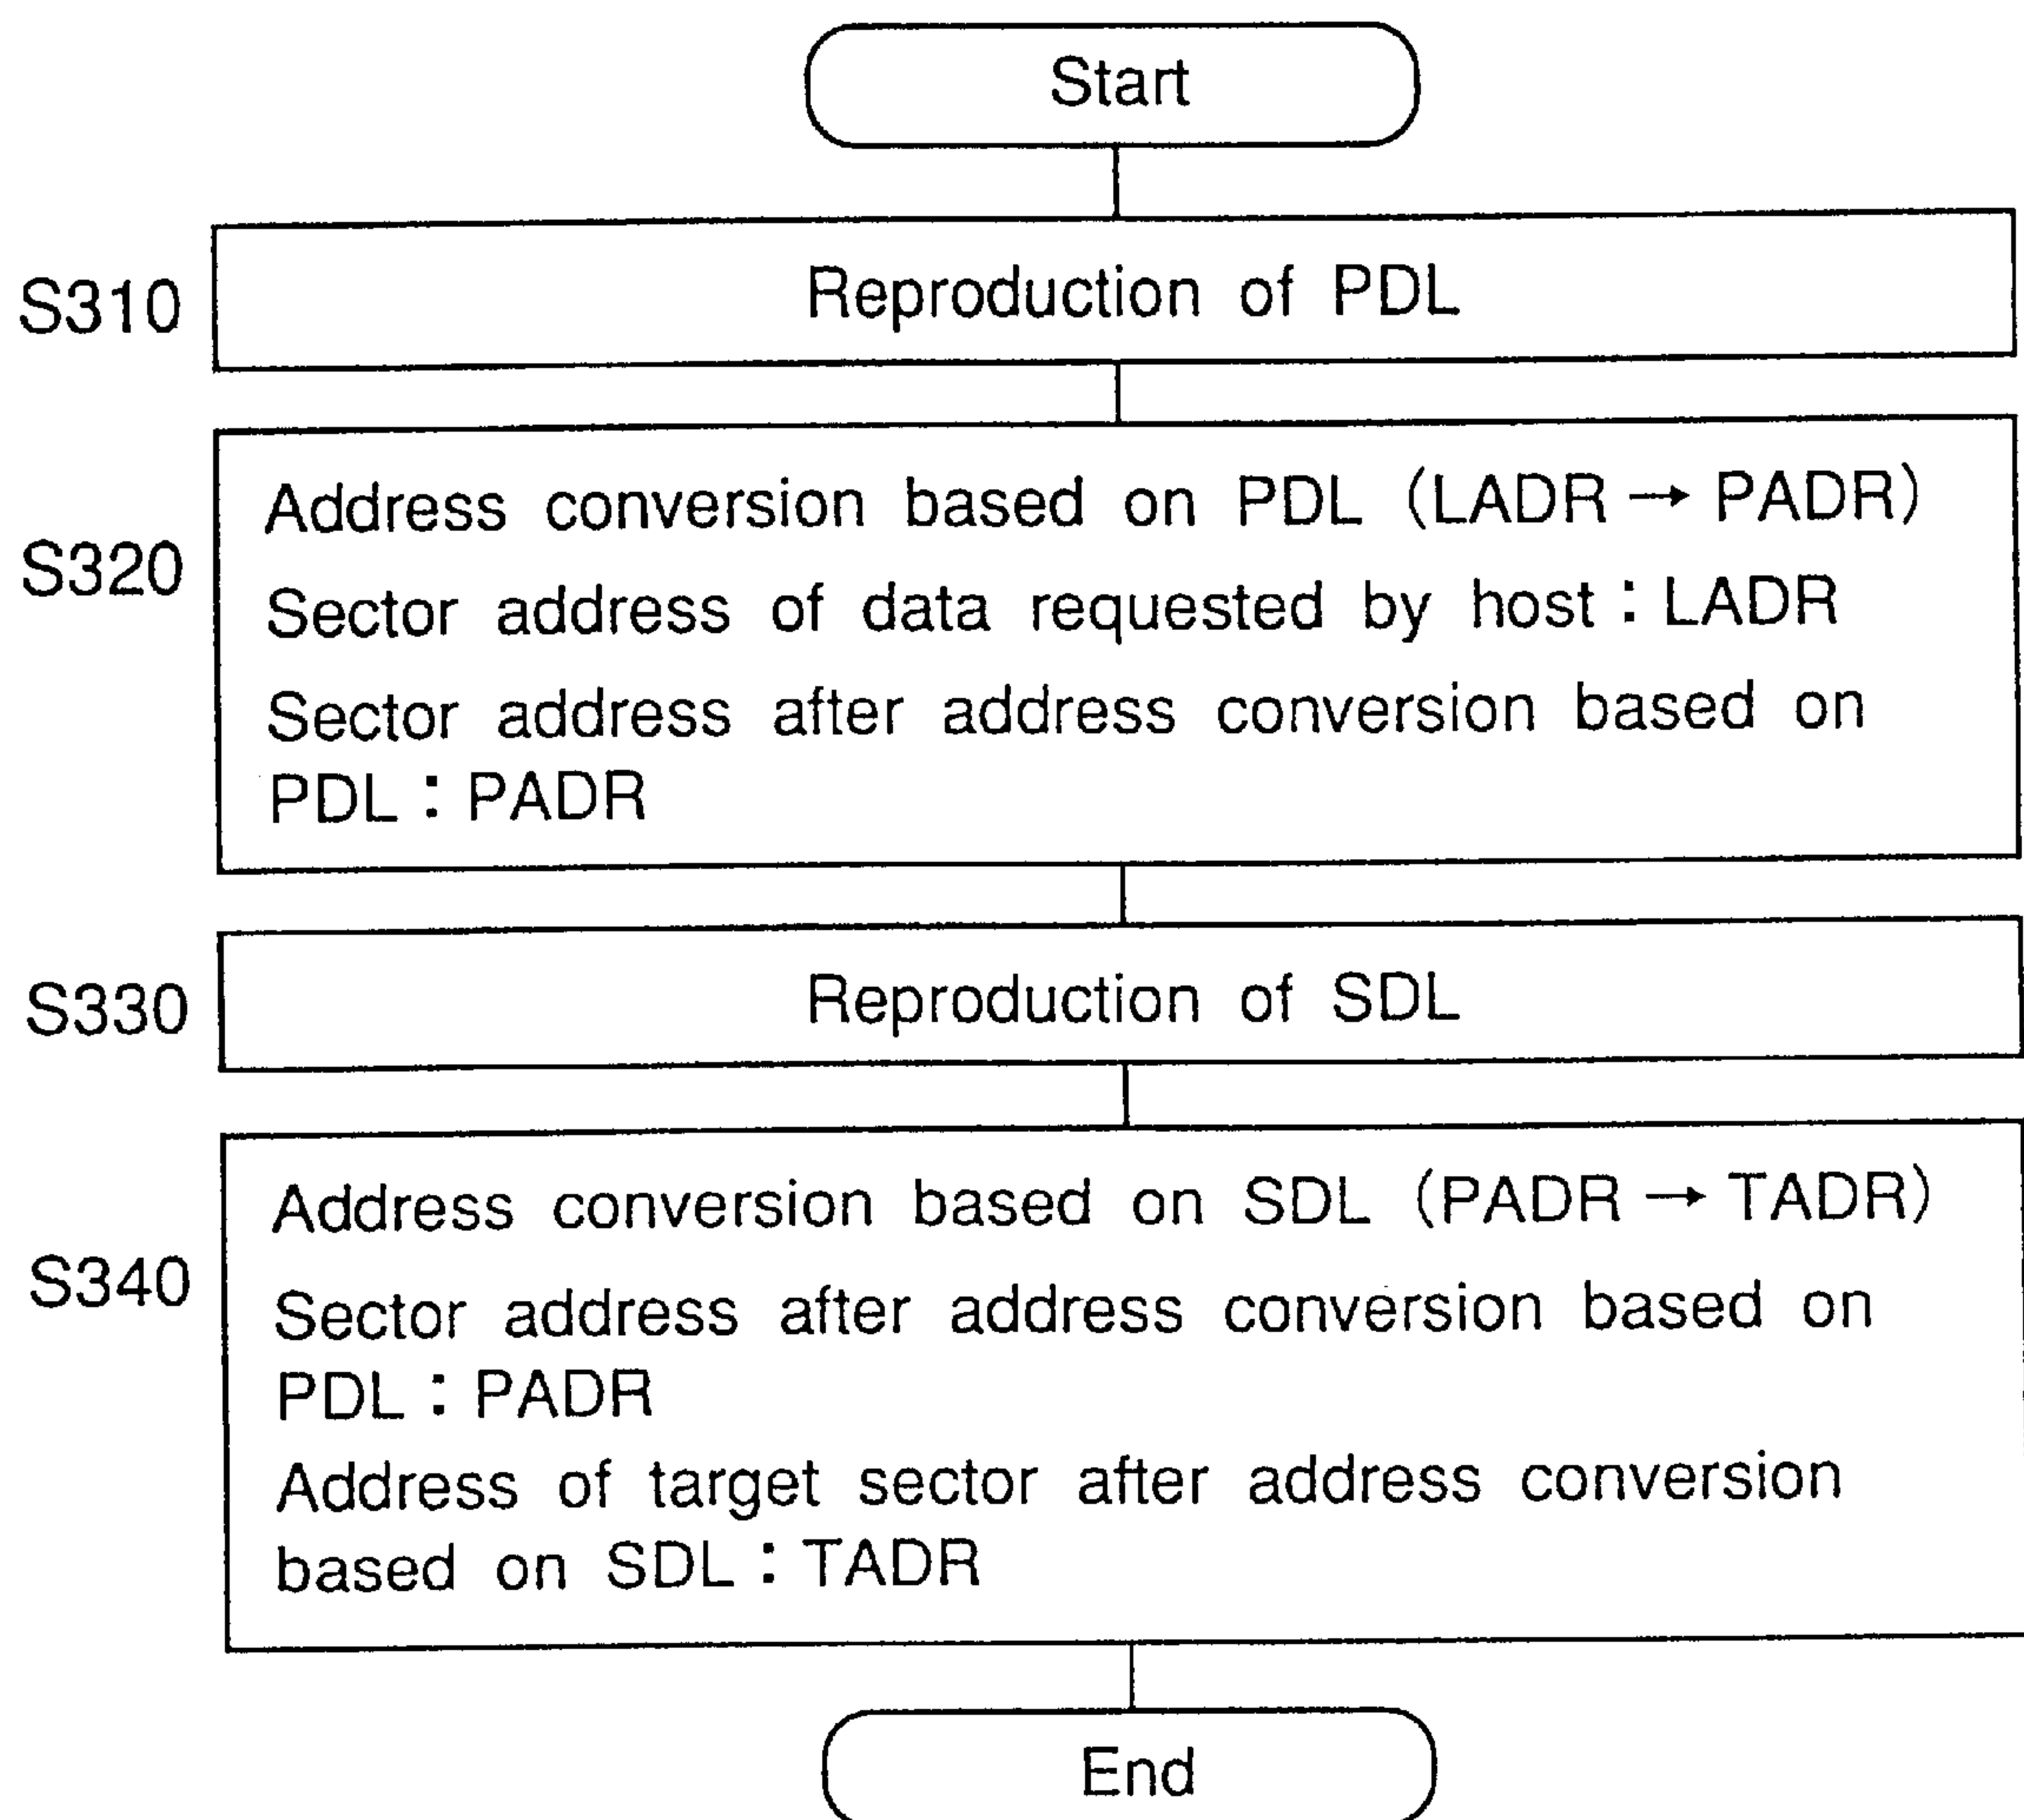 Start
S310
Reproduction of PDL
S320
Address conversion based on PDL (LADR → PADR)
Sector address of data requested by host : LADR
Sector address after address conversion based on
PDL : PADR
S330
Reproduction of SDL
S340
Address conversion based on SDL (PADR → TADR)
Sector address after address conversion based on
PDL : PADR
Address of target sector after address conversion
based on SDL : TADR
End